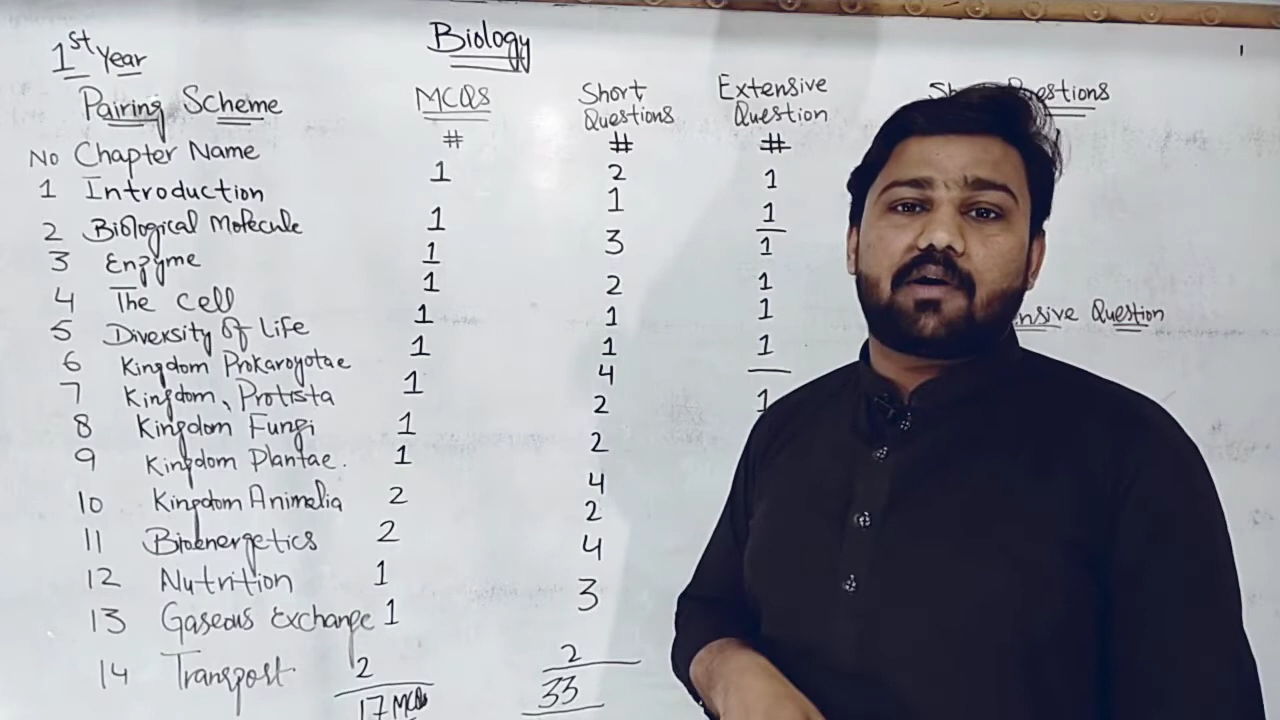 1st Year
Biology
Pairing Scheme MCQS Short Questions Extensive Question Questions
No Chapter Name # # #
1 Introduction 1 2 1
2 Biological Molecule 1 1 1
3 Enzyme 1 3 1
4 The Cell 1 2 1
5 Diversity of Life 1 1 1
6 Kingdom Prokaroyotae 1 1 1
7 Kingdom Protista 1 4 1
8 Kingdom Fungi 1 2
9 Kingdom Plantae. 1 2
10 Kingdom Animalia 2 4
11 Bioenergetics 2 2
12 Nutrition 1 4
13 Gaseous Exchange 1 3
14 Transport 2 2
17 MCQs 33
Question